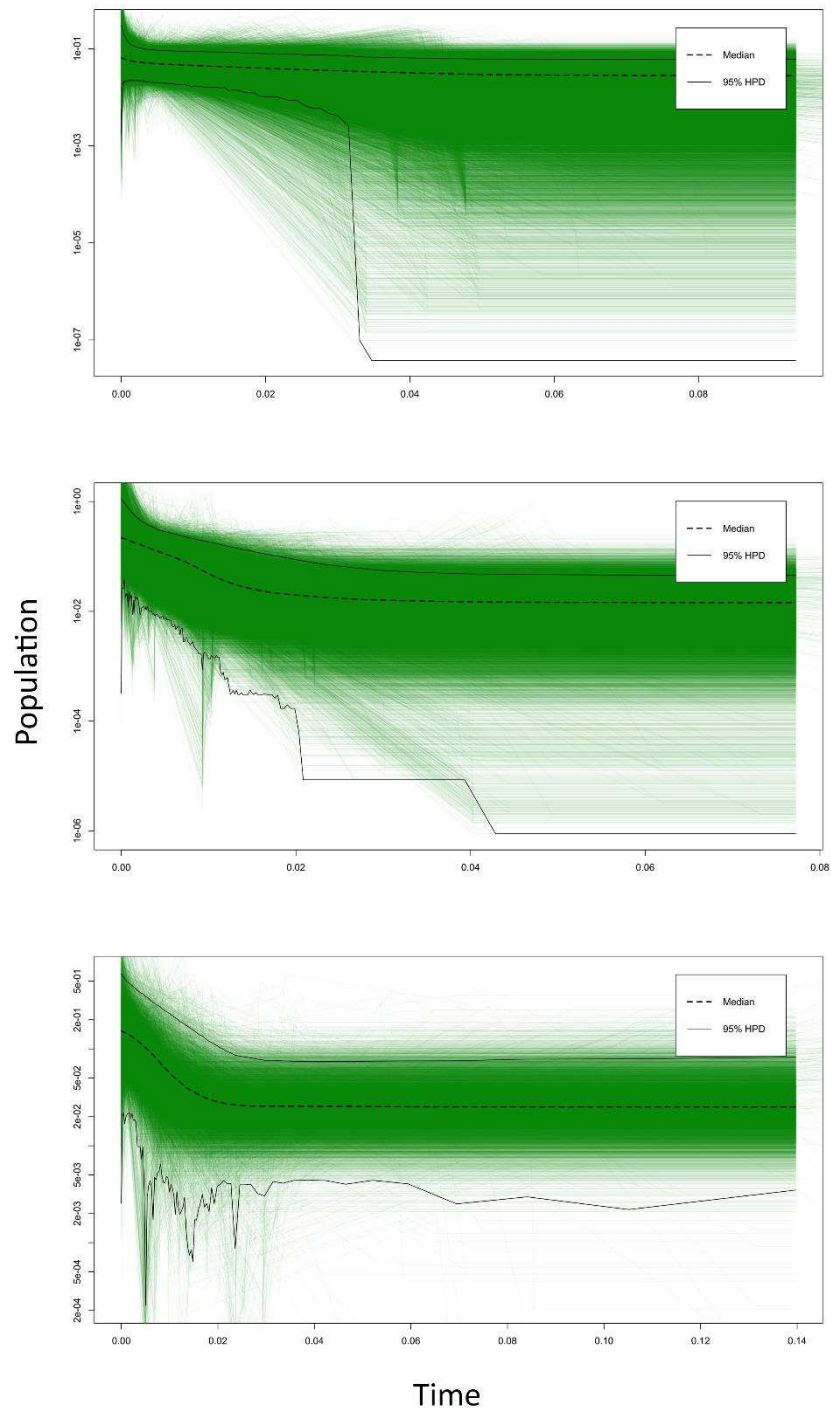 1e-01
1e-03
1e-05
1e-07
Median
95% HPD
0.00 0.02 0.04 0.06 0.08
1e+00
1e-02
1e-04
1e-06
Median
95% HPD
0.00 0.02 0.04 0.06 0.08
Population
5e-01
2e-01
5e-02
2e-02
5e-03
2e-03
5e-04
2e-04
Median
95% HPD
0.00 0.02 0.04 0.06 0.08 0.10 0.12 0.14
Time